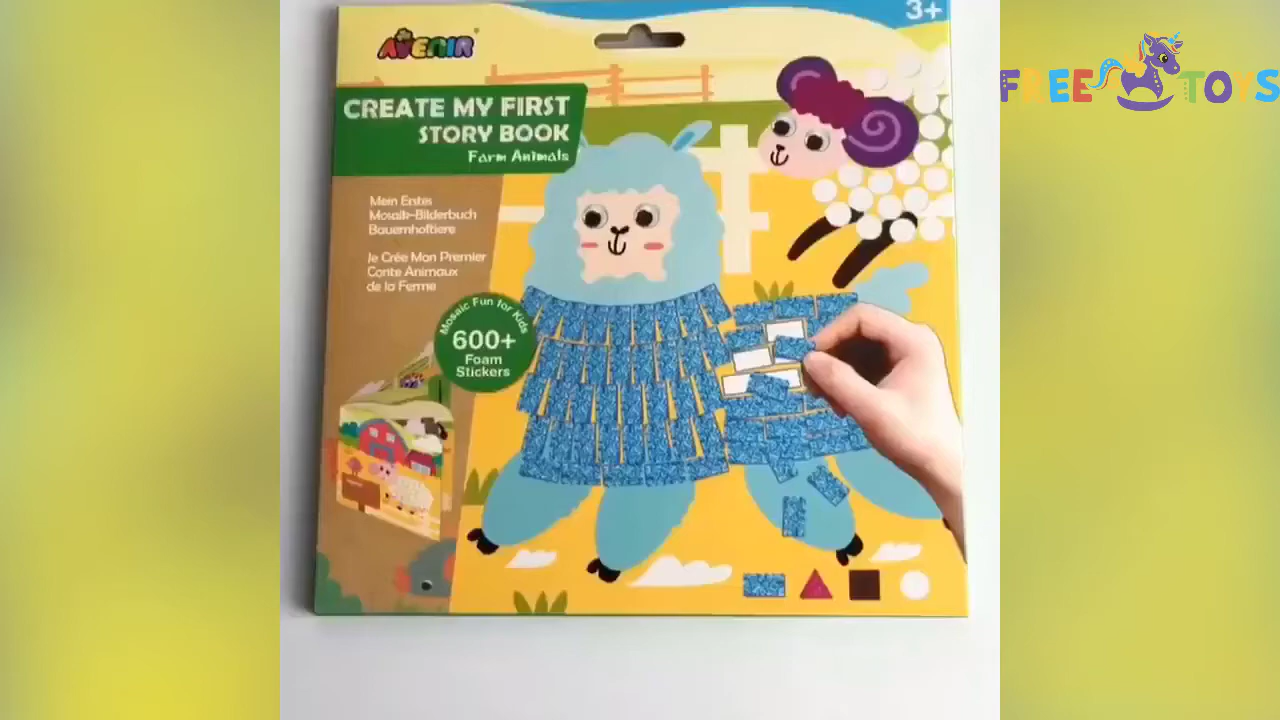 AVENIR
3+
FREE TOYS
CREATE MY FIRST
STORY BOOK
Farm Animals
Mein Erstes
Mosaik-Bilderbuch
Bauernhoftiere
Je Crée Mon Premier
Conte Animaux
de la Ferme
Mosaic Fun for Kids
600+
Foam
Stickers